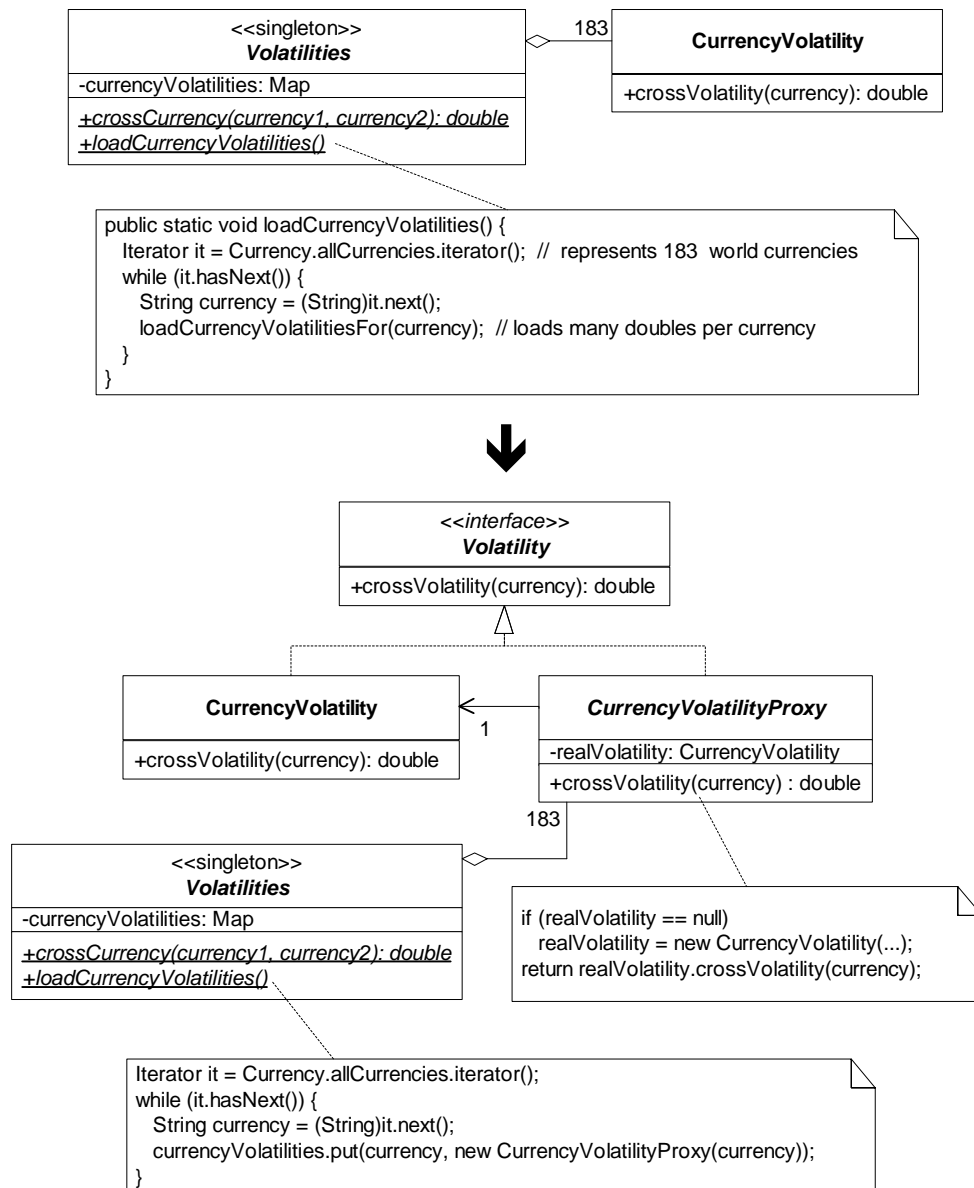 <<singleton>>
Volatilities
-currencyVolatilities: Map
+crossCurrency(currency1, currency2): double
+loadCurrencyVolatilities()
183
CurrencyVolatility
+crossVolatility(currency): double
public static void loadCurrencyVolatilities() {
Iterator it = Currency.allCurrencies.iterator();  // represents 183 world currencies
while (it.hasNext()) {
String currency = (String)it.next();
loadCurrencyVolatilitiesFor(currency);  // loads many doubles per currency
}
}
<<interface>>
Volatility
+crossVolatility(currency): double
CurrencyVolatility
+crossVolatility(currency): double
1
CurrencyVolatilityProxy
-realVolatility: CurrencyVolatility
+crossVolatility(currency) : double
183
<<singleton>>
Volatilities
-currencyVolatilities: Map
+crossCurrency(currency1, currency2): double
+loadCurrencyVolatilities()
if (realVolatility == null)
realVolatility = new CurrencyVolatility(...);
return realVolatility.crossVolatility(currency);
Iterator it = Currency.allCurrencies.iterator();
while (it.hasNext()) {
String currency = (String)it.next();
currencyVolatilities.put(currency, new CurrencyVolatilityProxy(currency));
}